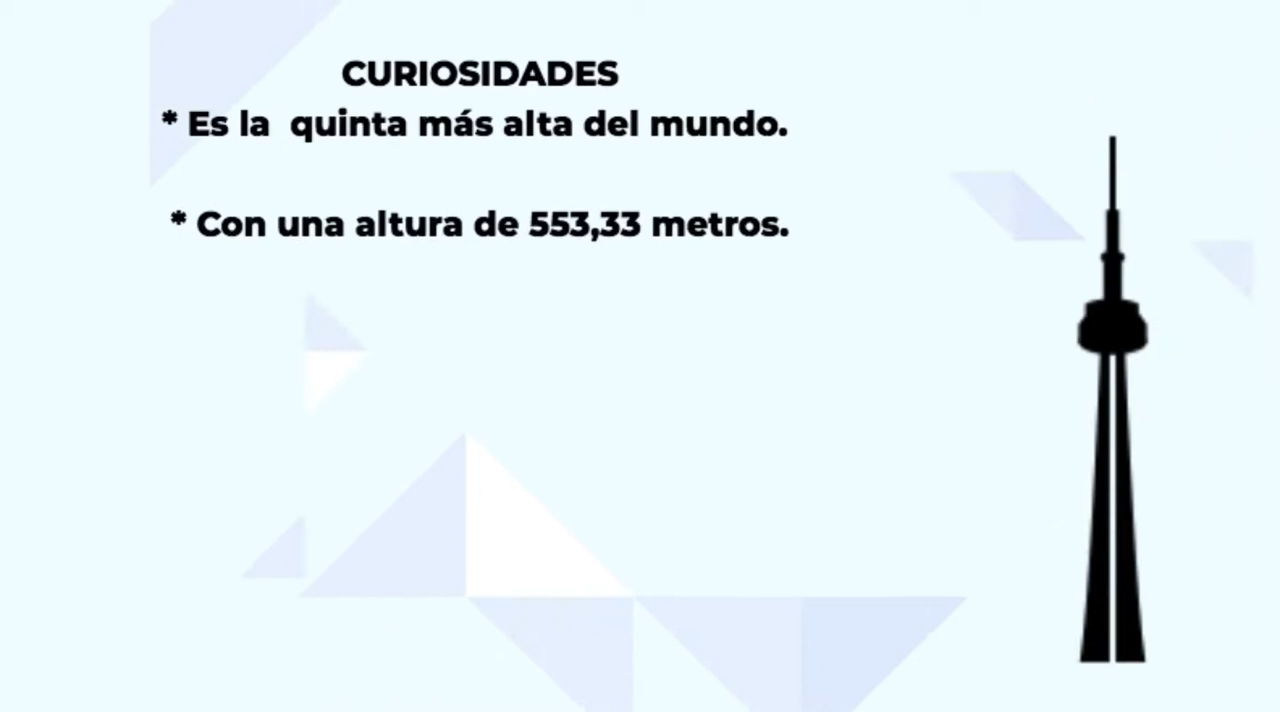 CURIOSIDADES
* Es la  quinta más alta del mundo.
* Con una altura de 553,33 metros.